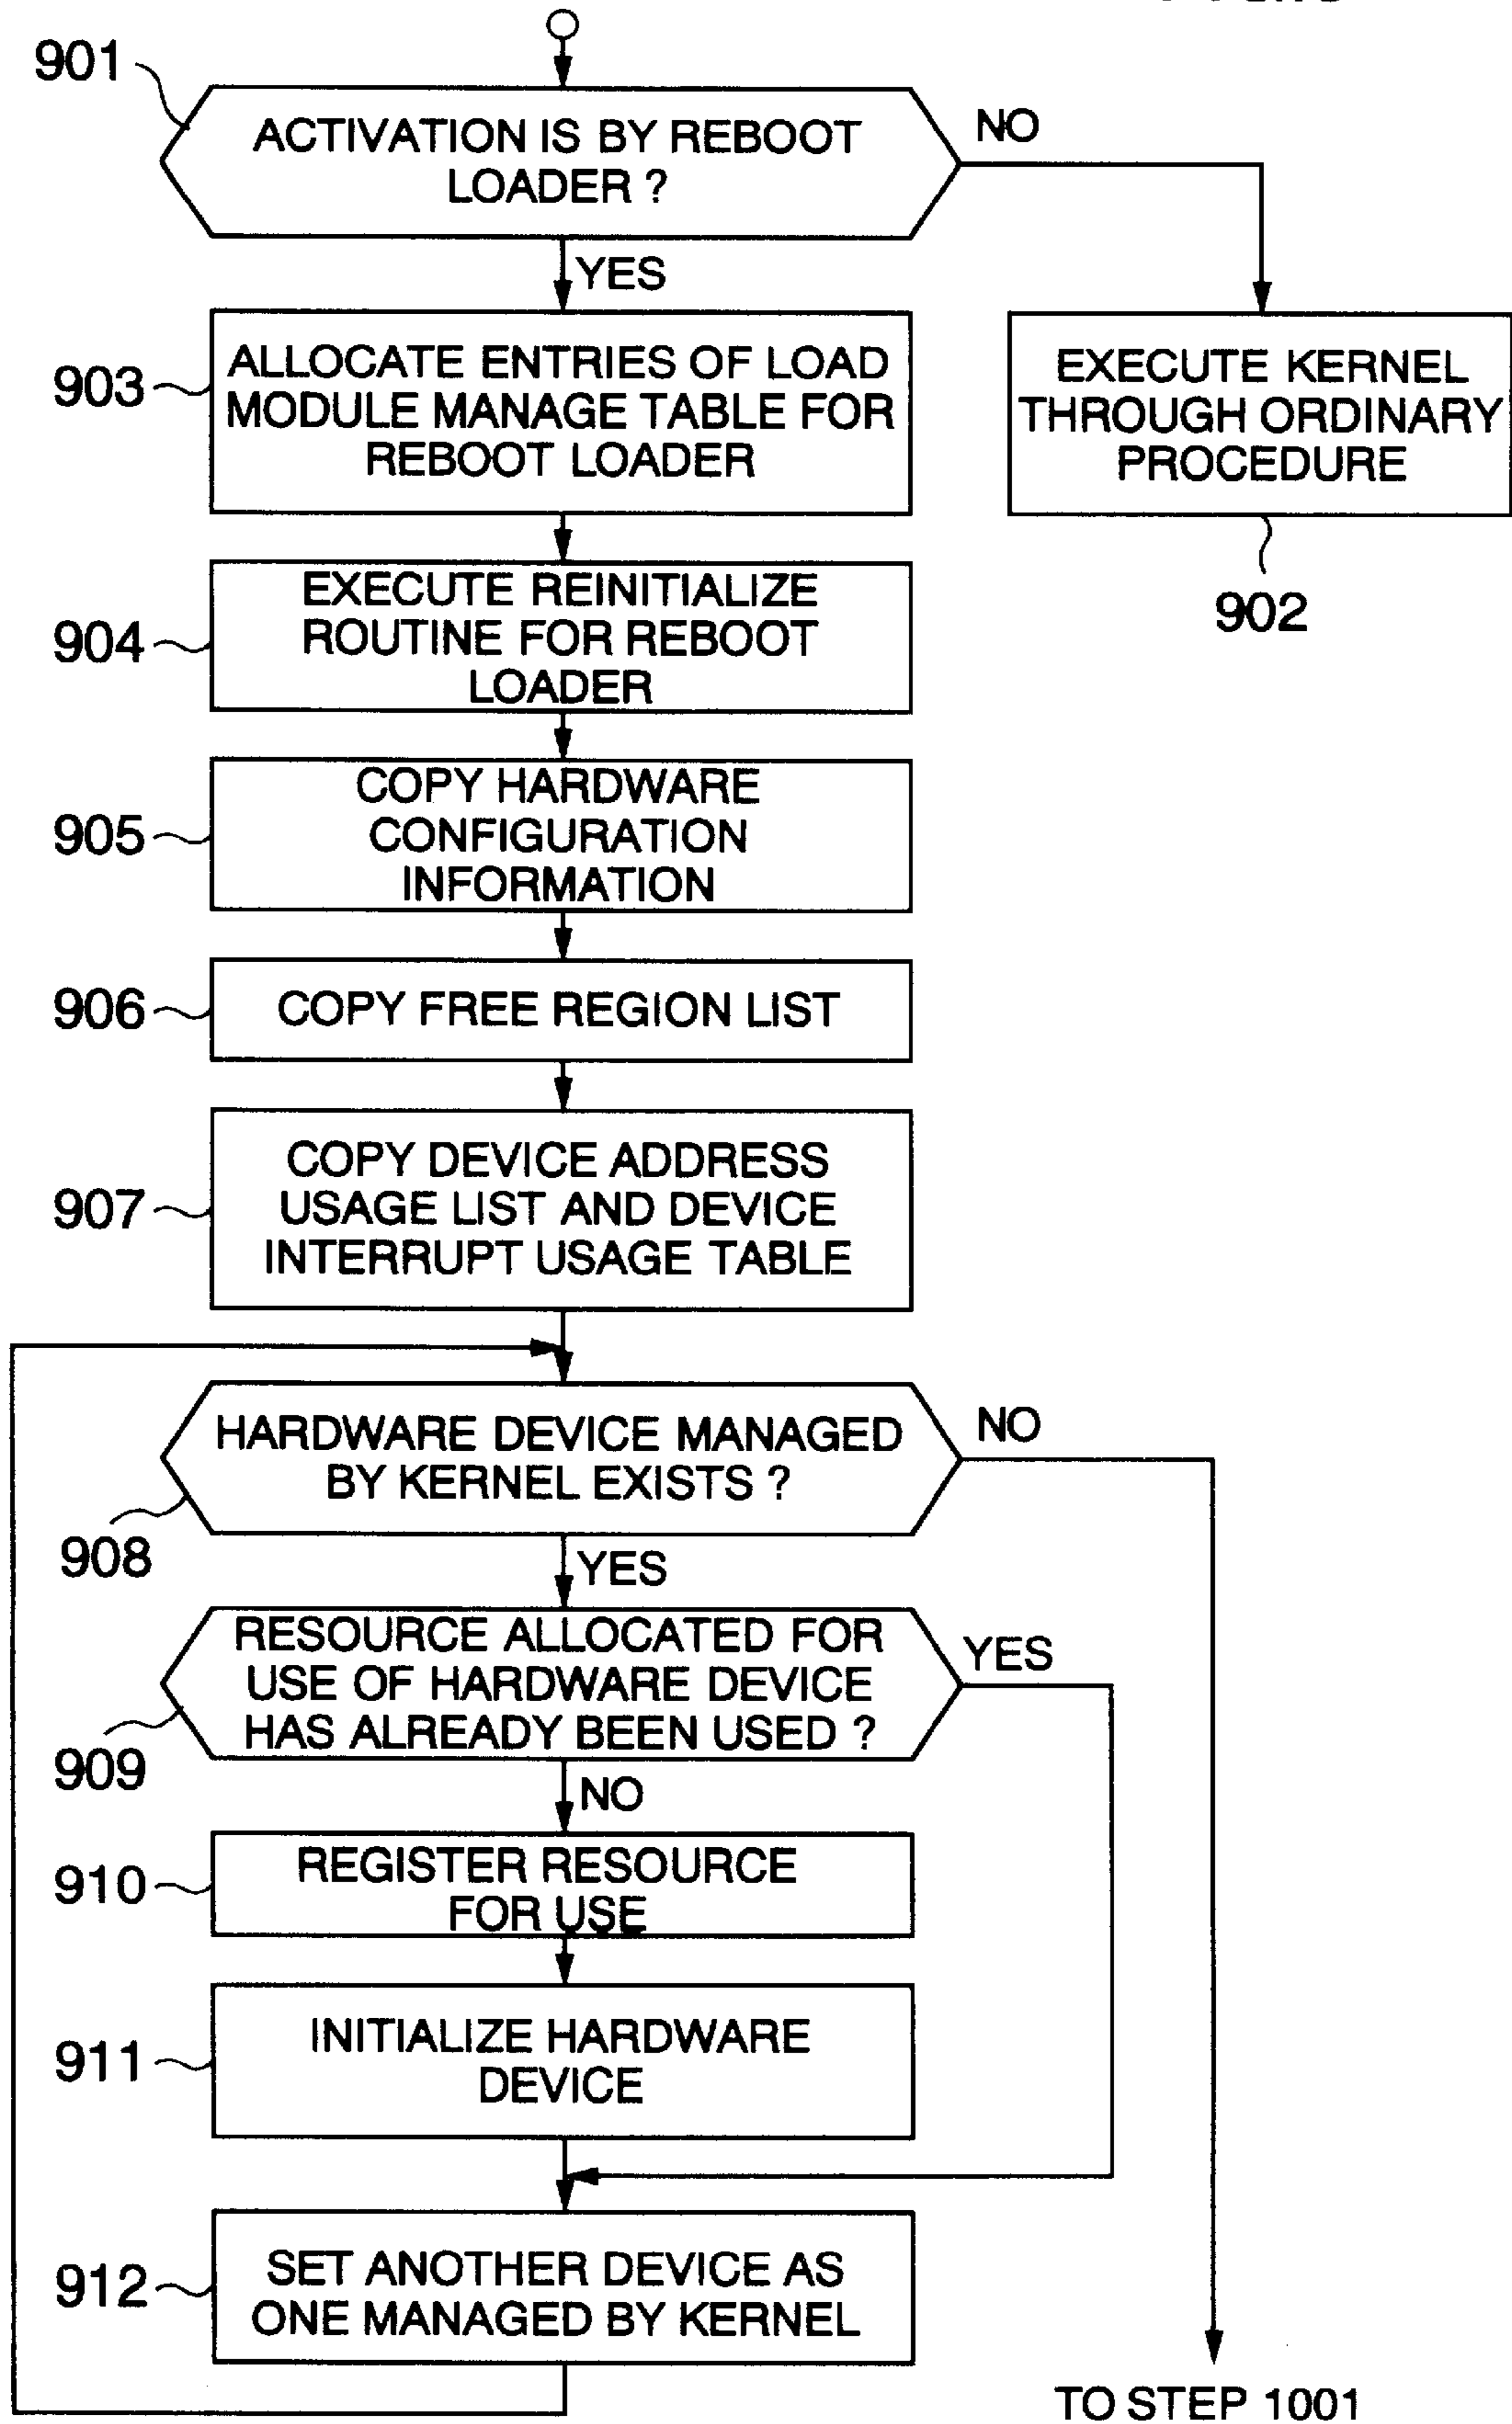 901
ACTIVATION IS BY REBOOT
LOADER ?
NO
YES
903
ALLOCATE ENTRIES OF LOAD
MODULE MANAGE TABLE FOR
REBOOT LOADER
EXECUTE KERNEL
THROUGH ORDINARY
PROCEDURE
902
904
EXECUTE REINITIALIZE
ROUTINE FOR REBOOT
LOADER
905
COPY HARDWARE
CONFIGURATION
INFORMATION
906
COPY FREE REGION LIST
907
COPY DEVICE ADDRESS
USAGE LIST AND DEVICE
INTERRUPT USAGE TABLE
908
HARDWARE DEVICE MANAGED
BY KERNEL EXISTS ?
NO
YES
909
RESOURCE ALLOCATED FOR
USE OF HARDWARE DEVICE
HAS ALREADY BEEN USED ?
YES
NO
910
REGISTER RESOURCE
FOR USE
911
INITIALIZE HARDWARE
DEVICE
912
SET ANOTHER DEVICE AS
ONE MANAGED BY KERNEL
TO STEP 1001